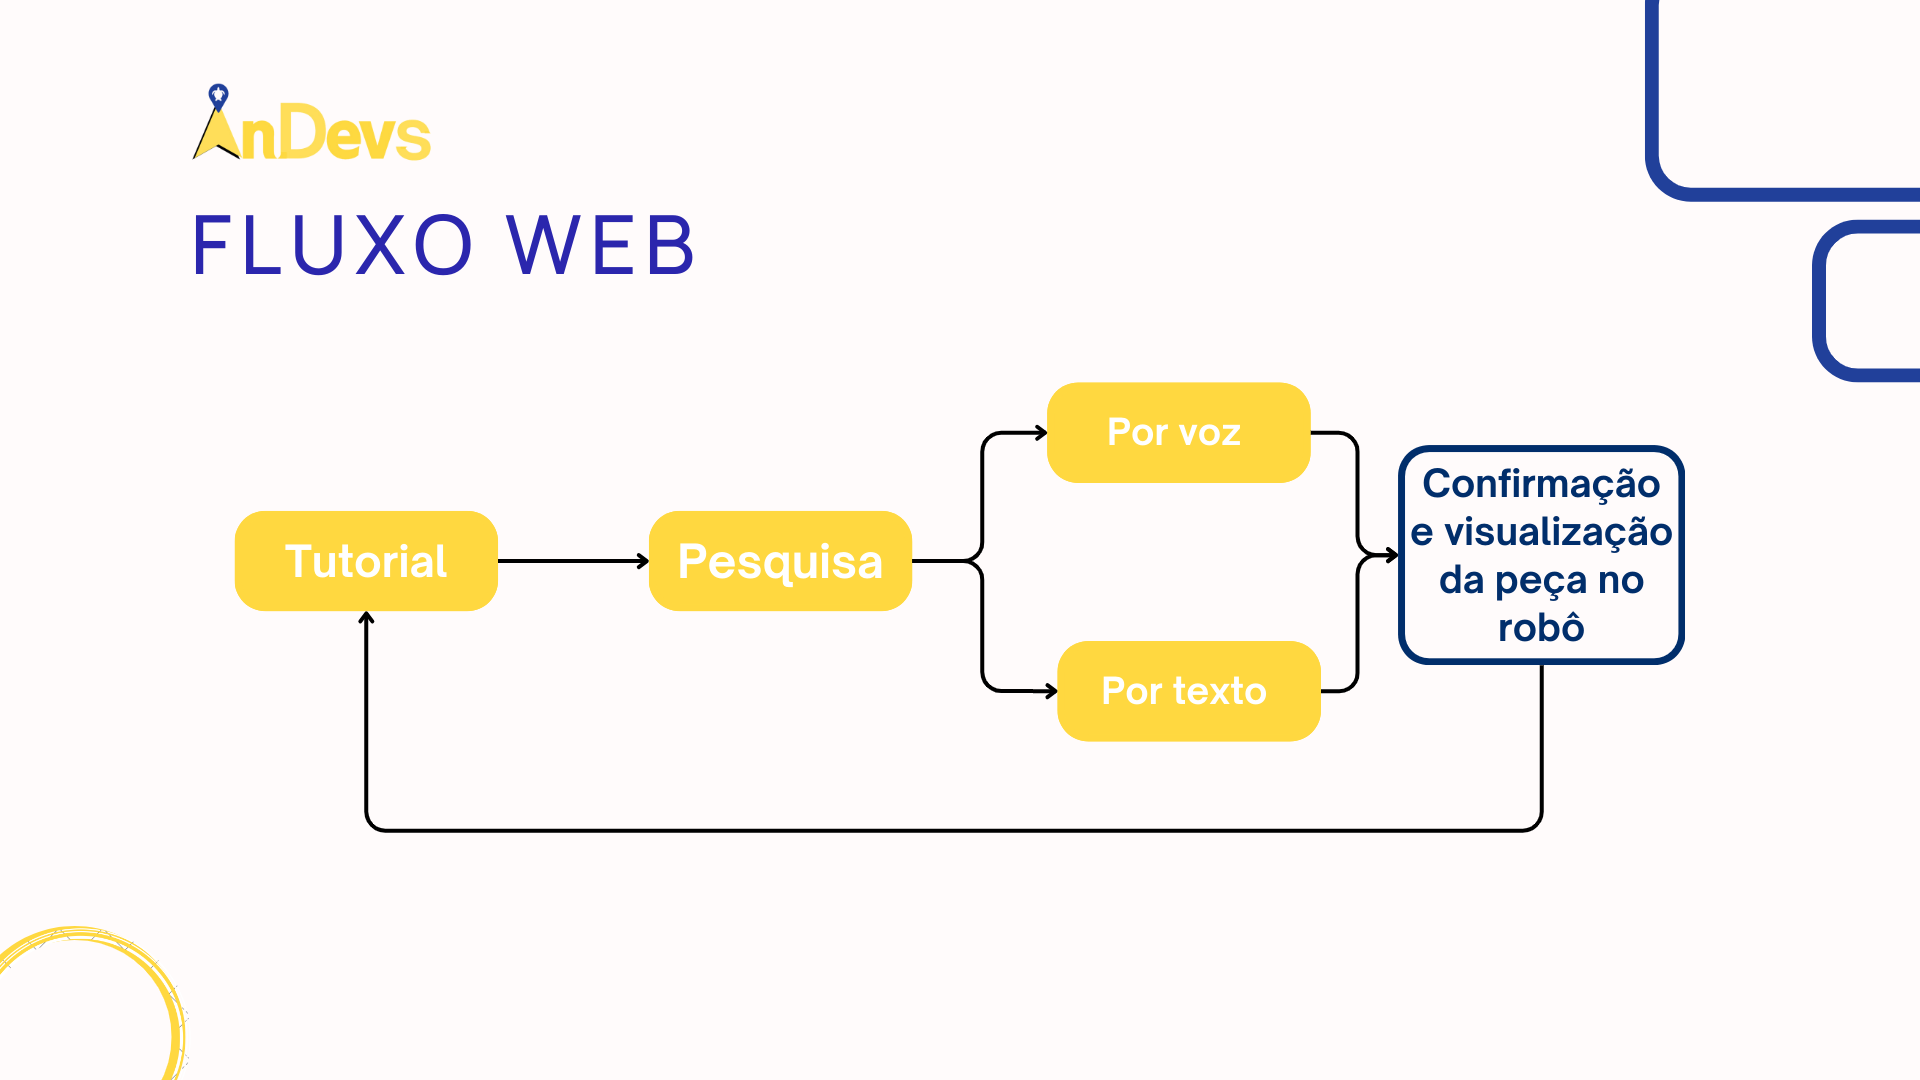 AnDevs
FLUXO WEB
Por voz
Tutorial
Pesquisa
Por texto
Confirmação
e visualização
da peça no
robô